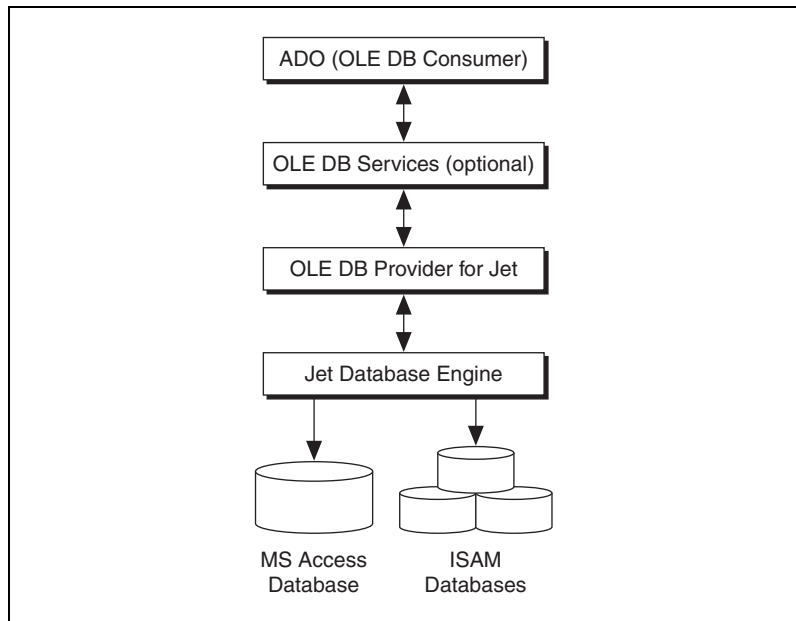 ADO (OLE DB Consumer)
OLE DB Services (optional)
OLE DB Provider for Jet
Jet Database Engine
MS Access
Database
ISAM
Databases